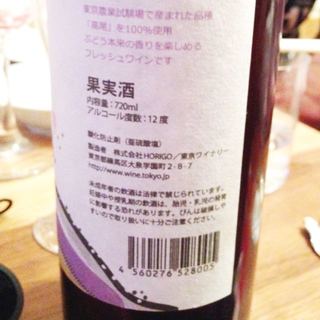 東京農業試験場で産まれた品種
「高尾」を100%使用
ぶどう本来の香りを楽しめる
フレッシュワインです
果実酒
内容量:720ml
アルコール度数:12度
酸化防止剤(亜硫酸塩)
製造者 株式会社HORIGO/東京ワイナリー
東京都練馬区大泉学園町2-8-7
www.wine.tokyo.jp
未成年者の飲酒は法律で禁じられています。
妊娠中や授乳期の飲酒は、胎児・乳児の発育
に影響する恐れがあります。びんは破損しや
すいので取り扱いに十分ご注意ください。
4 560276 528005